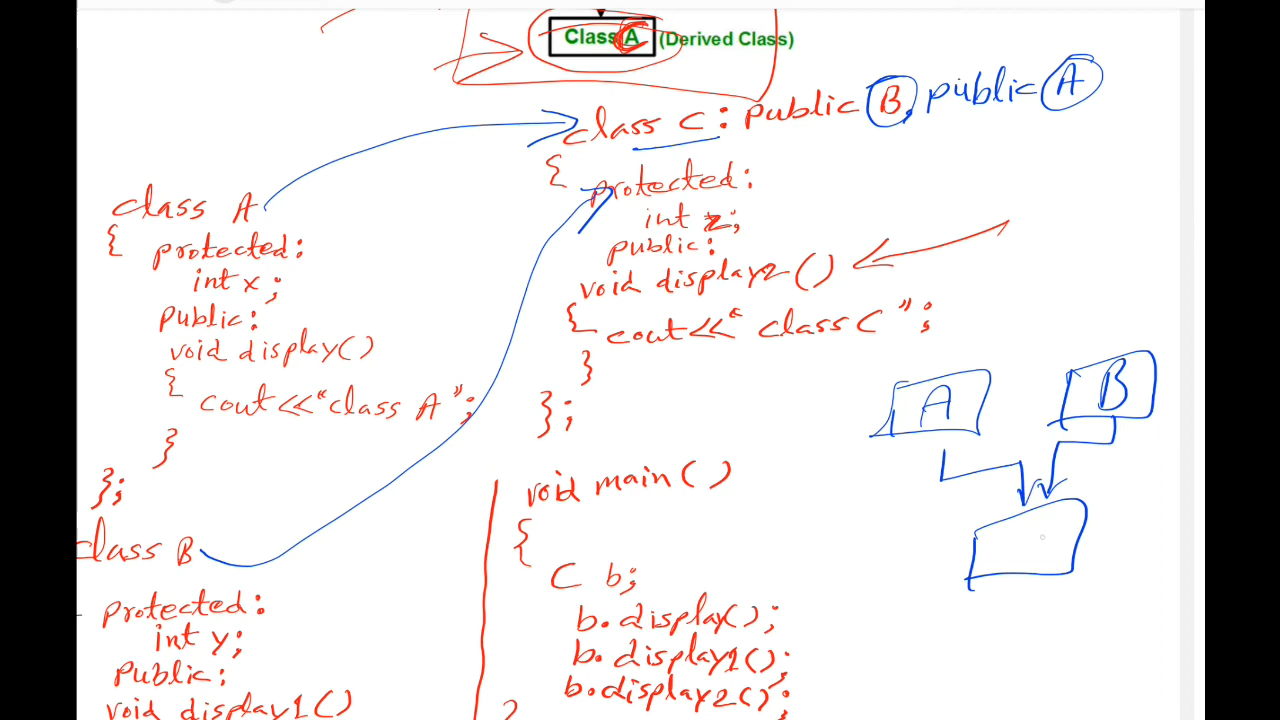 Class A C (Derived Class)
class C : public B, public A
{
protected:
int z;
public:
void display2()
{ cout<<"class C";
}
};
class A
{ protected:
int x;
Public:
void display()
{ cout<<"class A";
}
};
class B
protected:
int y;
Public:
void display1()
void main()
{
C b;
b.display();
b.display1();
b.display2();
A
B